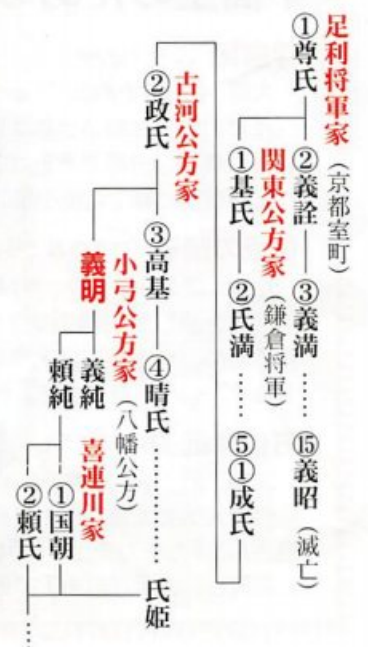 足利将軍家(京都室町)
①尊氏
②義詮
③義満……⑮義昭(滅亡)
関東公方家(鎌倉将軍)
①基氏
②氏満……⑤①成氏
古河公方家
②政氏
③高基
④晴氏…………氏姫
小弓公方家(八幡公方)
義明
義純
頼純
喜連川家
①国朝
②頼氏……